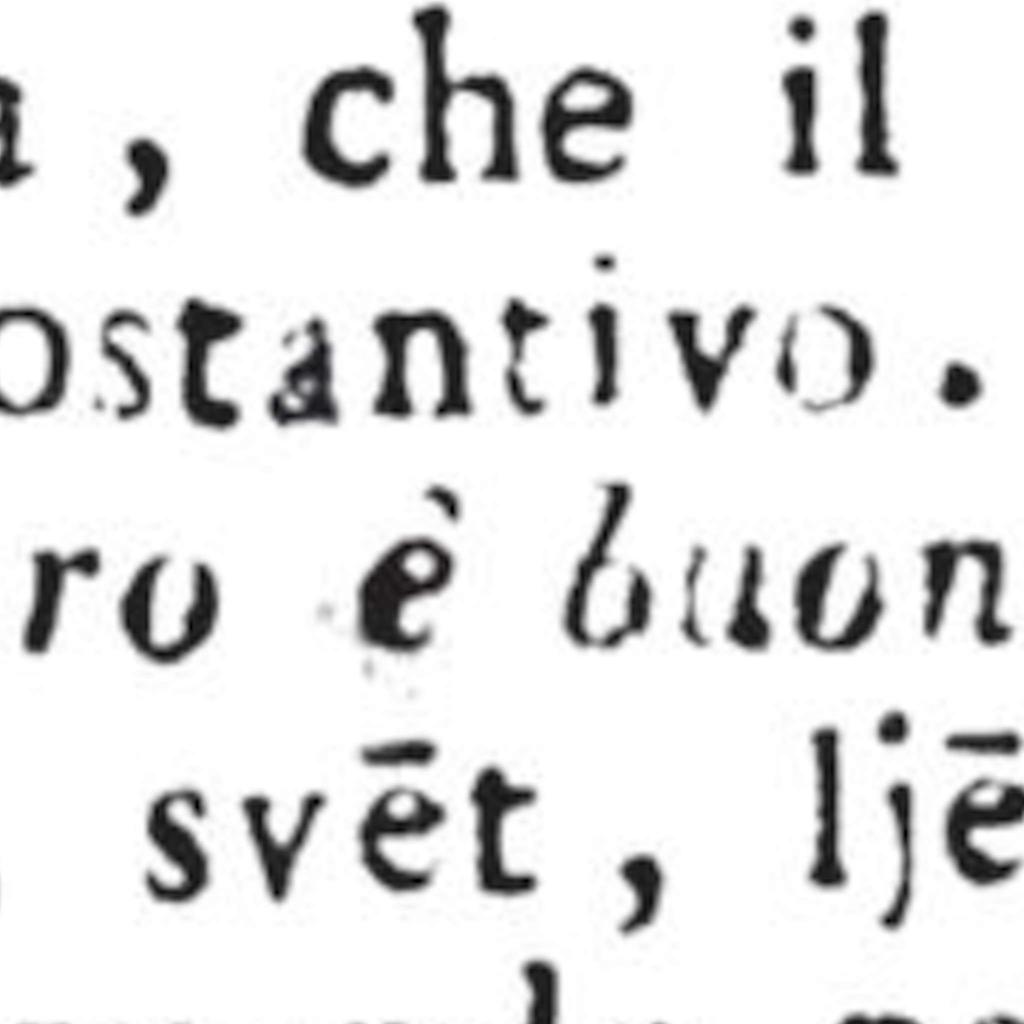 a, che il
ostantivo.
ro è buon
svēt, ljē